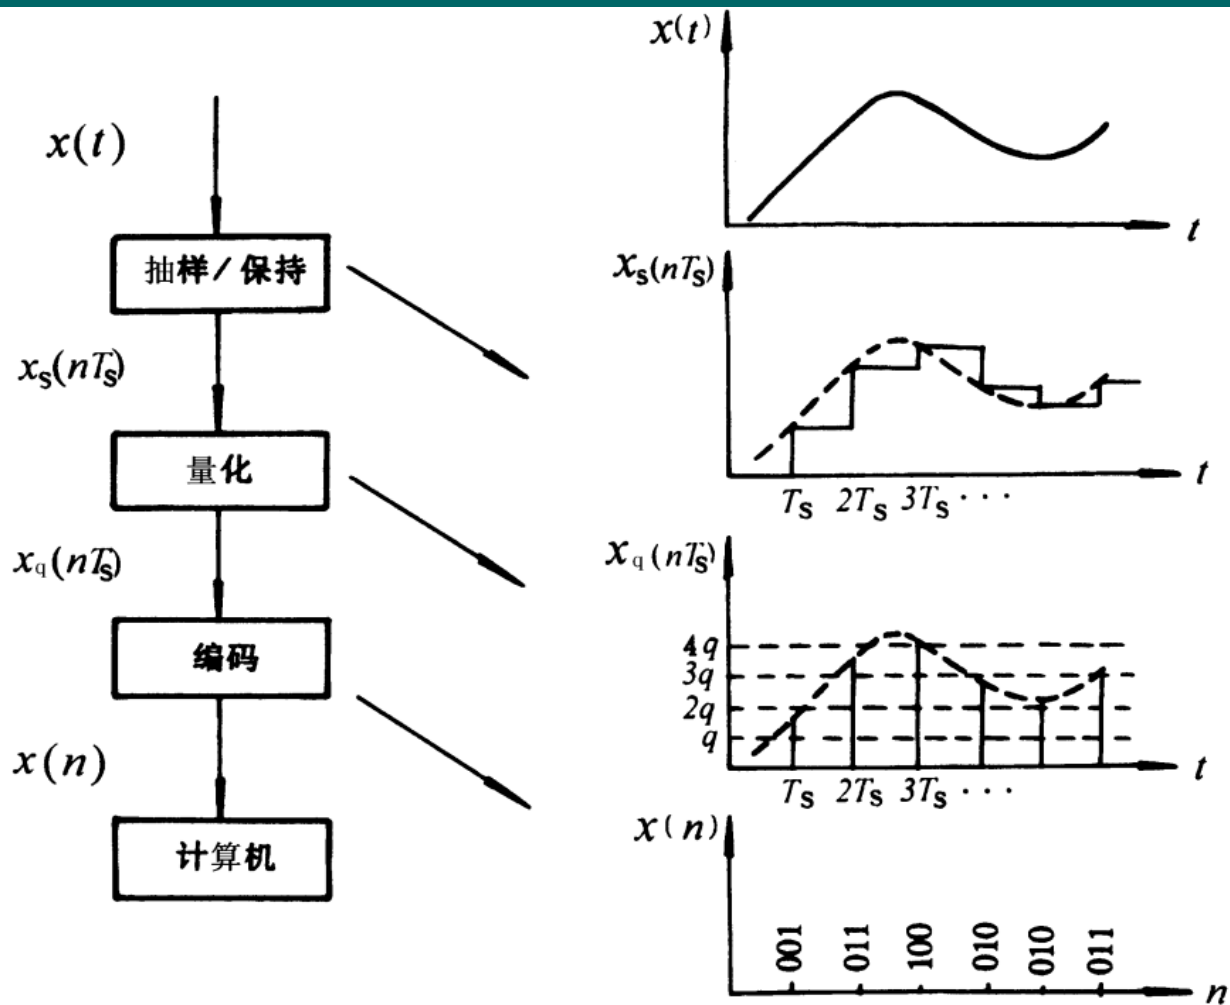 x(t)
抽样/保持
xs(nTs)
量化
xq(nTs)
编码
x(n)
计算机
x(t)
t
xs(nTs)
t
Ts 2Ts 3Ts ···
xq(nTs)
4q
3q
2q
q
t
Ts 2Ts 3Ts ···
x(n)
001 011 100 010 010 011
n